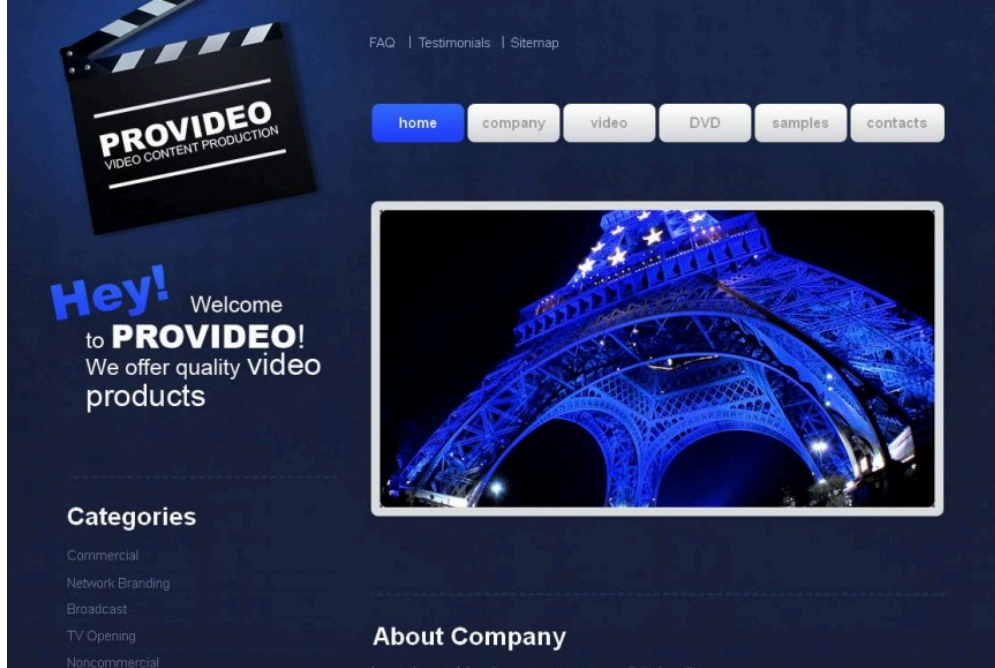 FAQ | Testimonials | Sitemap
PROVIDEO
VIDEO CONTENT PRODUCTION
home company video DVD samples contacts
Hey! Welcome
to PROVIDEO!
We offer quality video
products
Categories
Commercial
Network Branding
Broadcast
TV Opening
Noncommercial
About Company